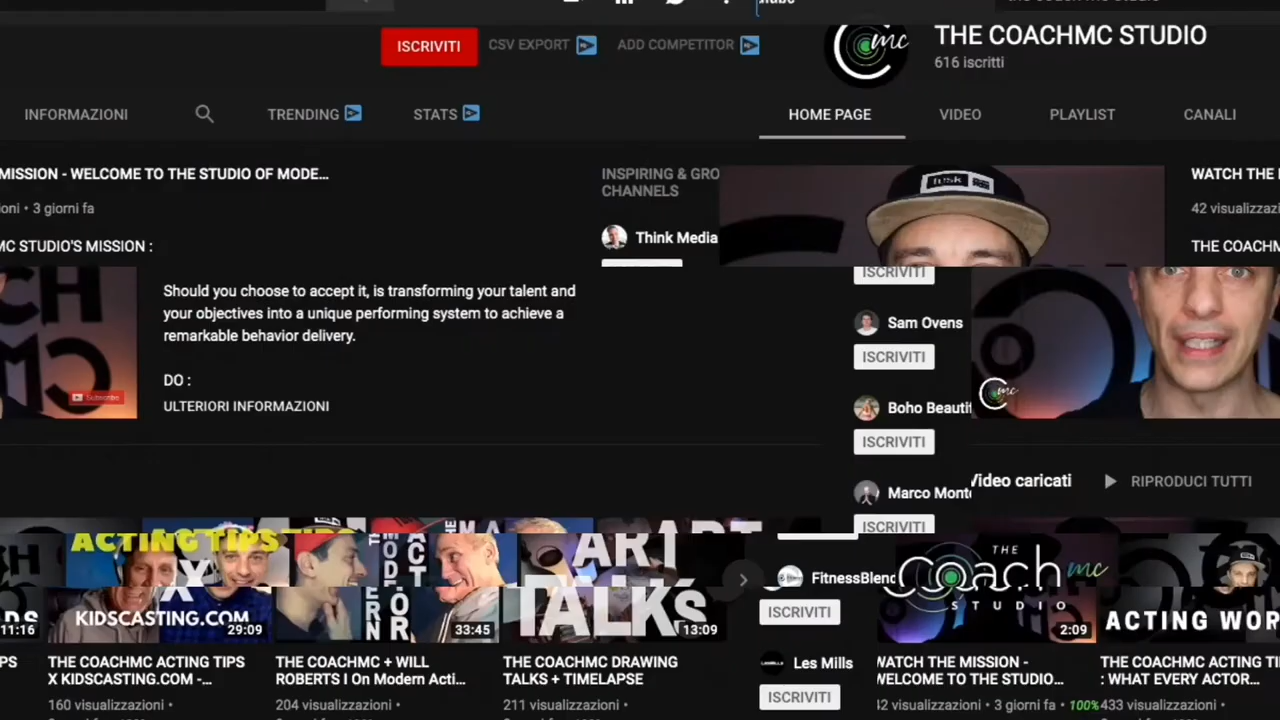 ISCRIVITI
CSV EXPORT
ADD COMPETITOR
THE COACHMC STUDIO
616 iscritti
INFORMAZIONI
TRENDING
STATS
HOME PAGE
VIDEO
PLAYLIST
CANALI
MISSION - WELCOME TO THE STUDIO OF MODE...
ioni • 3 giorni fa
MC STUDIO'S MISSION :
INSPIRING & GRO
CHANNELS
Think Media
WATCH THE
42 visualizzazi
THE COACHM
Should you choose to accept it, is transforming your talent and
your objectives into a unique performing system to achieve a
remarkable behavior delivery.
DO :
ULTERIORI INFORMAZIONI
Subscribe
ISCRIVITI
Sam Ovens
ISCRIVITI
Boho Beautif
ISCRIVITI
Marco Mont
ISCRIVITI
mc
Video caricati
RIPRODUCI TUTTI
ACTING TIPS
X
KIDSCASTING.COM
11:16
29:09
33:45
ART
TALKS
13:09
FitnessBlend
ISCRIVITI
Les Mills
ISCRIVITI
THE
coach mc
STUDIO
2:09
ACTING WOR
THE COACHMC ACTING TIPS
X KIDSCASTING.COM -...
160 visualizzazioni •
THE COACHMC + WILL
ROBERTS I On Modern Acti...
204 visualizzazioni •
THE COACHMC DRAWING
TALKS + TIMELAPSE
211 visualizzazioni •
WATCH THE MISSION -
WELCOME TO THE STUDIO...
42 visualizzazioni • 3 giorni fa • 100%
THE COACHMC ACTING TI
: WHAT EVERY ACTOR...
433 visualizzazioni •